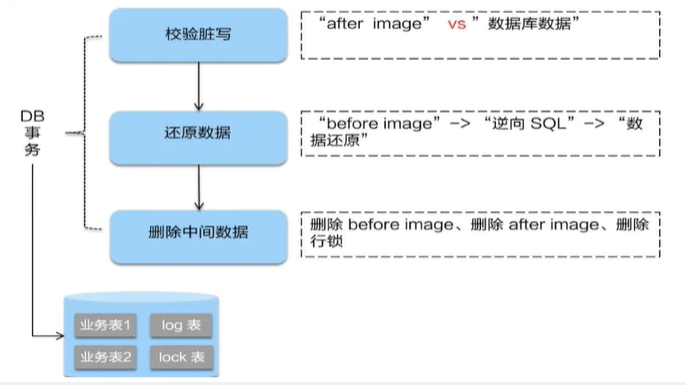 校验脏写
“after image” vs ”数据库数据”
DB
事
务
还原数据
“before image”–> “逆向 SQL”–> “数
据还原”
删除中间数据
删除 before image、删除 after image、删除
行锁
业务表1
log 表
业务表2
lock 表